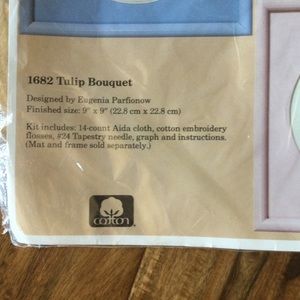 1682 Tulip Bouquet
Designed by Eugenia Parfionow
Finished size: 9" x 9" (22.8 cm x 22.8 cm)
Kit includes: 14-count Aida cloth, cotton embroidery
flosses, #24 Tapestry needle, graph and instructions.
(Mat and frame sold separately.)
cotton